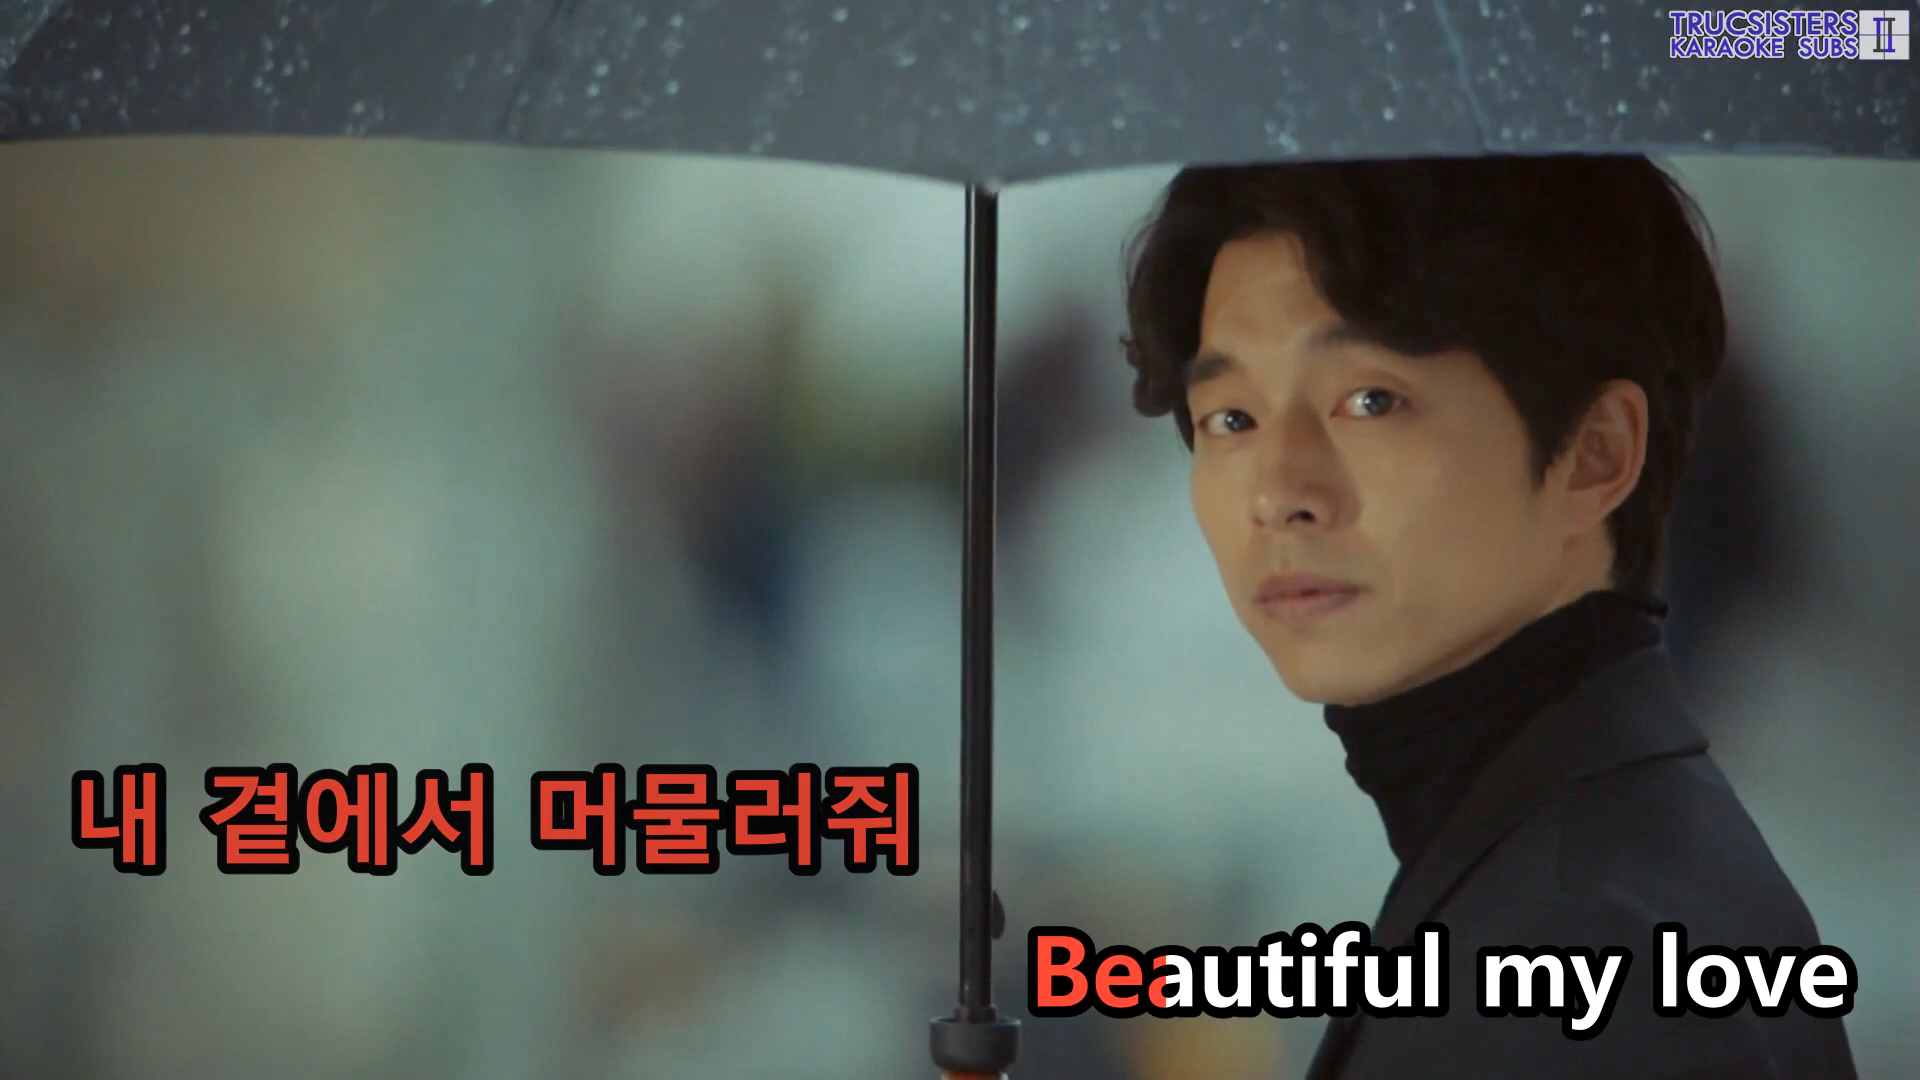 TRUCSISTERS
KARAOKE SUBS II
내 곁에서 머물러줘
Beautiful my love